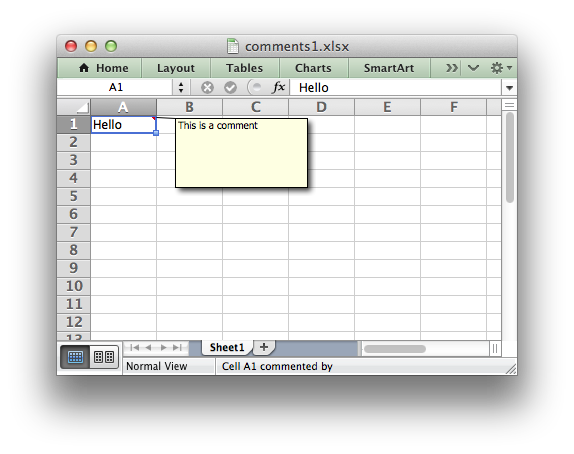 comments1.xlsx
Home Layout Tables Charts SmartArt
A1 fx Hello
A B C D E F
1 Hello This is a comment
2
3
4
5
6
7
8
9
10
11
12
13
Sheet1
Normal View Cell A1 commented by